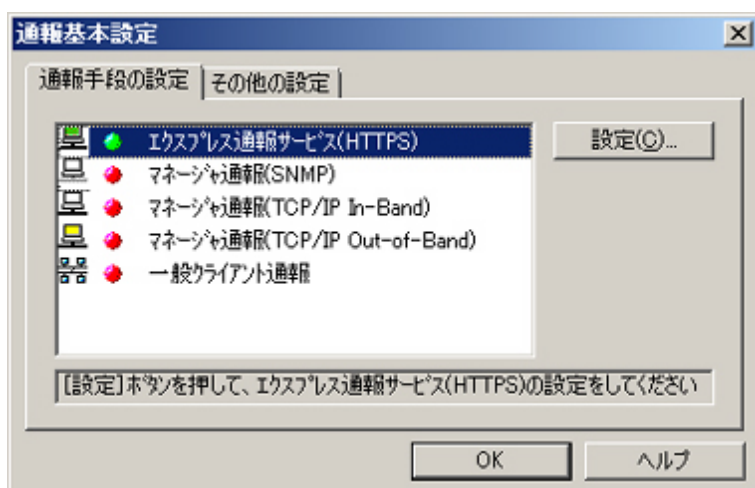 通報基本設定
通報手段の設定 その他の設定
エクスプレス通報サービス(HTTPS) 設定(C)...
マネージャ通報(SNMP)
マネージャ通報(TCP/IP In-Band)
マネージャ通報(TCP/IP Out-of-Band)
一般クライアント通報
[設定]ボタンを押して、エクスプレス通報サービス(HTTPS)の設定をしてください
OK ヘルプ